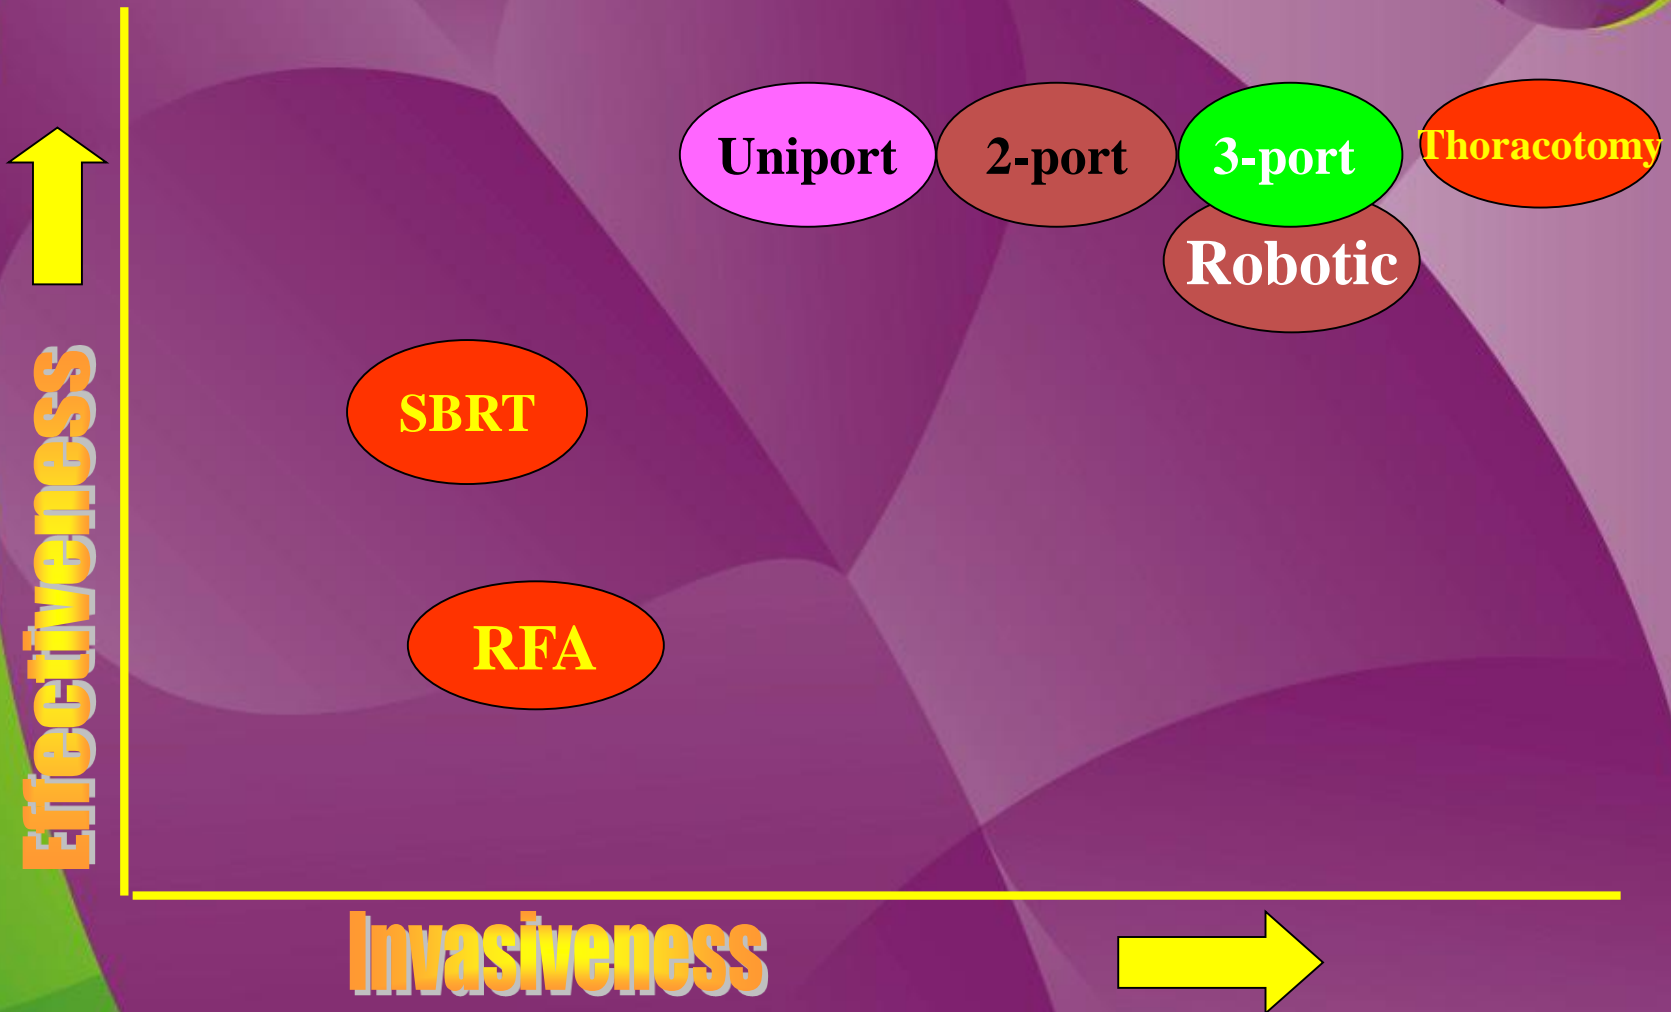 Uniport
2-port
3-port
Thoracotomy
Robotic
SBRT
RFA
Effectiveness
Invasiveness